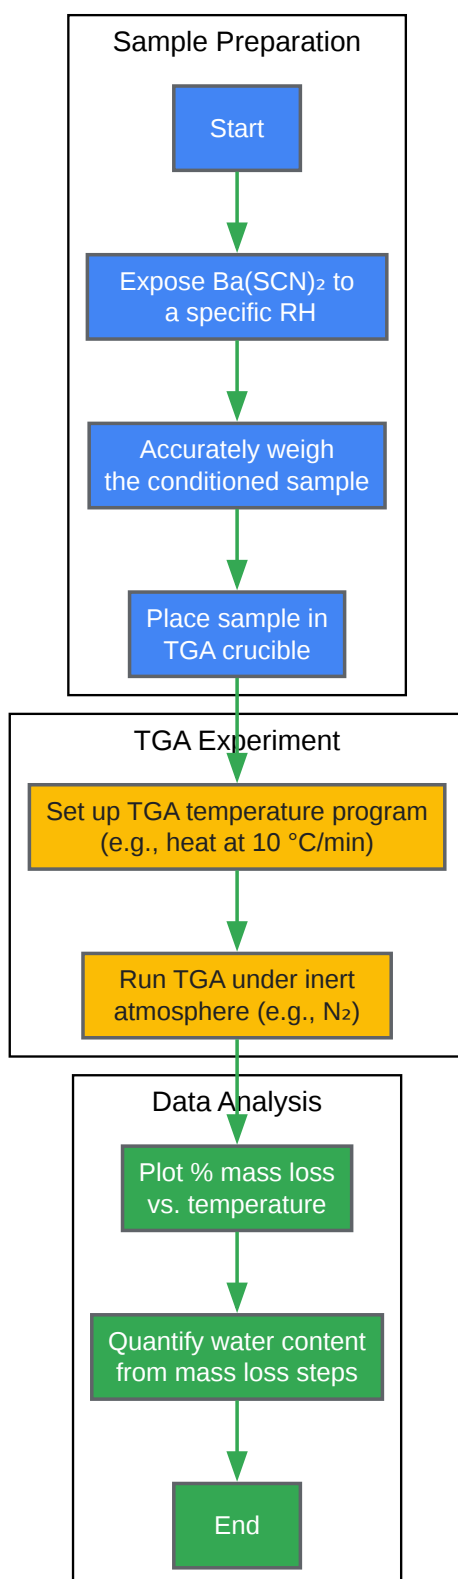 Sample Preparation
Start
Expose Ba(SCN)₂ to
a specific RH
Accurately weigh
the conditioned sample
Place sample in
TGA crucible
TGA Experiment
Set up TGA temperature program
(e.g., heat at 10 °C/min)
Run TGA under inert
atmosphere (e.g., N₂)
Data Analysis
Plot % mass loss
vs. temperature
Quantify water content
from mass loss steps
End